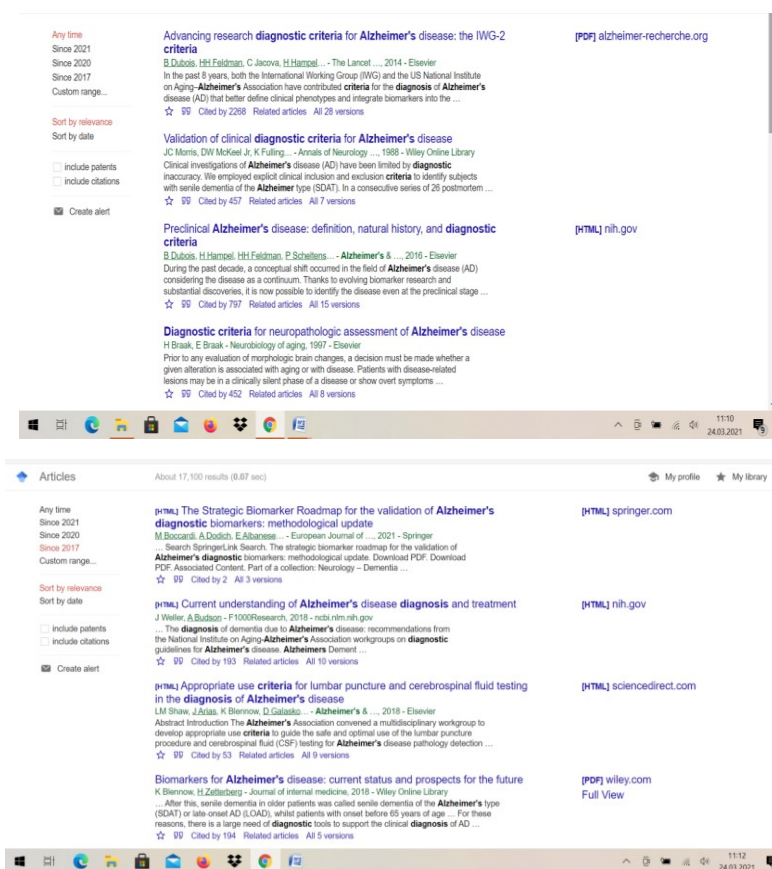 Any time
Since 2021
Since 2020
Since 2017
Custom range...
Sort by relevance
Sort by date
include patents
include citations
Create alert
Advancing research diagnostic criteria for Alzheimer's disease: the IWG-2
criteria
B Dubois, HH Feldman, C Jacova, H Hampel... - The Lancet ..., 2014 - Elsevier
In the past 8 years, both the International Working Group (IWG) and the US National Institute
on Aging–Alzheimer's Association have contributed criteria for the diagnosis of Alzheimer's
disease (AD) that better define clinical phenotypes and integrate biomarkers into the ...
Cited by 2268 Related articles All 28 versions
[PDF] alzheimer-recherche.org
Validation of clinical diagnostic criteria for Alzheimer's disease
JC Morris, DW McKeel Jr, K Fulling... - Annals of Neurology ..., 1988 - Wiley Online Library
Clinical investigations of Alzheimer's disease (AD) have been limited by diagnostic
inaccuracy. We employed explicit clinical inclusion and exclusion criteria to identify subjects
with senile dementia of the Alzheimer type (SDAT). In a consecutive series of 26 postmortem ...
Cited by 457 Related articles All 7 versions
Preclinical Alzheimer's disease: definition, natural history, and diagnostic
criteria
B Dubois, H Hampel, HH Feldman, P Scheltens... - Alzheimer's & ..., 2016 - Elsevier
During the past decade, a conceptual shift occurred in the field of Alzheimer's disease (AD)
considering the disease as a continuum. Thanks to evolving biomarker research and
substantial discoveries, it is now possible to identify the disease even at the preclinical stage ...
Cited by 797 Related articles All 15 versions
[HTML] nih.gov
Diagnostic criteria for neuropathologic assessment of Alzheimer's disease
H Braak, E Braak - Neurobiology of aging, 1997 - Elsevier
Prior to any evaluation of morphologic brain changes, a decision must be made whether a
given alteration is associated with aging or with disease. Patients with disease-related
lesions may be in a clinically silent phase of a disease or show overt symptoms ...
Cited by 452 Related articles All 8 versions
11:10
24.03.2021
9
Articles
About 17,100 results (0.07 sec)
My profile
My library
Any time
Since 2021
Since 2020
Since 2017
Custom range...
Sort by relevance
Sort by date
include patents
include citations
Create alert
[HTML] The Strategic Biomarker Roadmap for the validation of Alzheimer's
diagnostic biomarkers: methodological update
M Boccardi, A Dodich, E Albanese... - European Journal of ..., 2021 - Springer
... Search SpringerLink Search. The strategic biomarker roadmap for the validation of
Alzheimer's diagnostic biomarkers: methodological update. Download PDF. Download
PDF. Associated Content. Part of a collection: Neurology – Dementia ...
Cited by 2 All 3 versions
[HTML] springer.com
[HTML] Current understanding of Alzheimer's disease diagnosis and treatment
J Weller, A Budson - F1000Research, 2018 - ncbi.nlm.nih.gov
... The diagnosis of dementia due to Alzheimer's disease: recommendations from
the National Institute on Aging-Alzheimer's Association workgroups on diagnostic
guidelines for Alzheimer's disease. Alzheimers Dement ...
Cited by 193 Related articles All 10 versions
[HTML] nih.gov
[HTML] Appropriate use criteria for lumbar puncture and cerebrospinal fluid testing
in the diagnosis of Alzheimer's disease
LM Shaw, J Arias, K Blennow, D Galasko... - Alzheimer's & ..., 2018 - Elsevier
Abstract Introduction The Alzheimer's Association convened a multidisciplinary workgroup to
develop appropriate use criteria to guide the safe and optimal use of the lumbar puncture
procedure and cerebrospinal fluid (CSF) testing for Alzheimer's disease pathology detection ...
Cited by 53 Related articles All 9 versions
[HTML] sciencedirect.com
Biomarkers for Alzheimer's disease: current status and prospects for the future
K Blennow, H Zetterberg - Journal of internal medicine, 2018 - Wiley Online Library
... After this, senile dementia in older patients was called senile dementia of the Alzheimer's type
(SDAT) or late-onset AD (LOAD), whilst patients with onset before 65 years of age ... For these
reasons, there is a large need of diagnostic tools to support the clinical diagnosis of AD ...
Cited by 194 Related articles All 5 versions
[PDF] wiley.com
Full View
11:12
24.03.2021